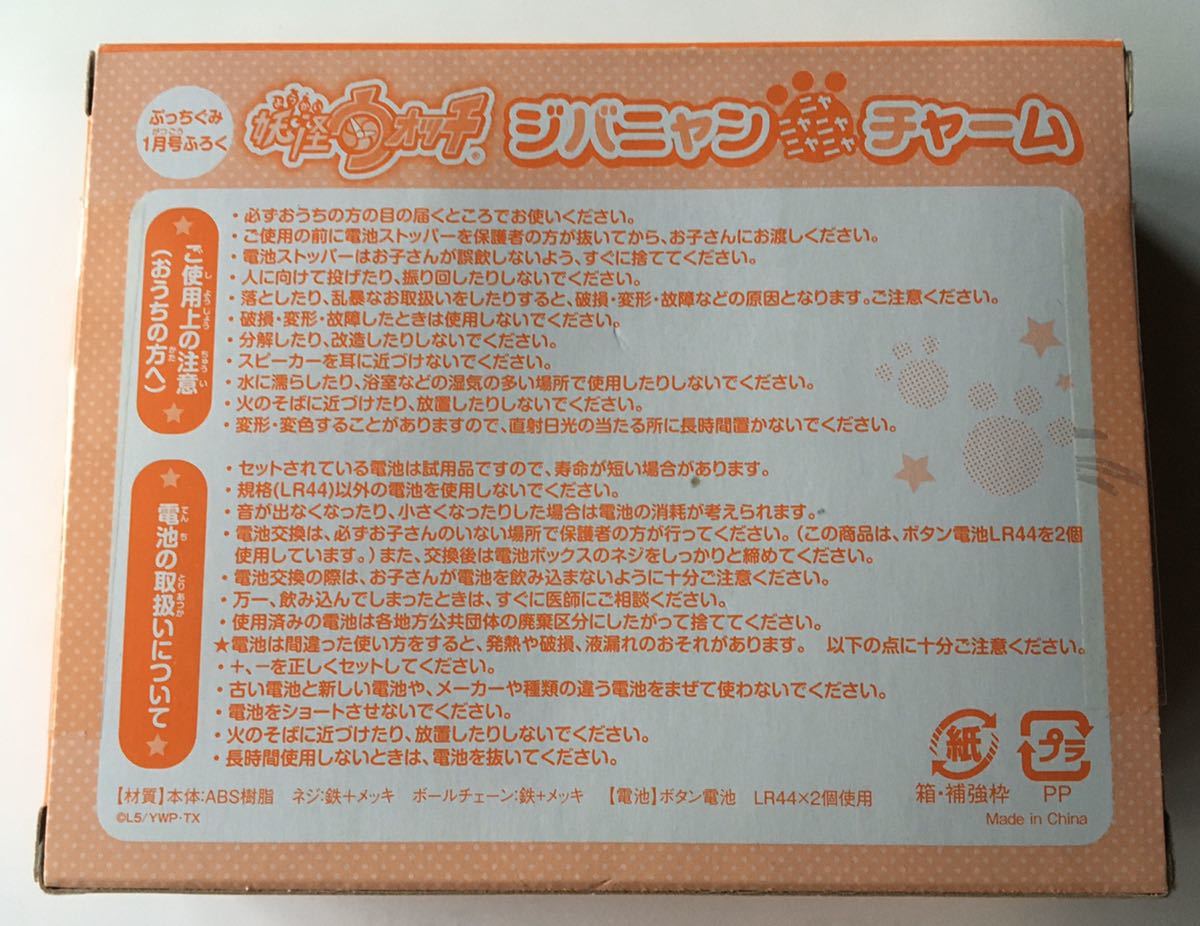 ぷっちぐみ
がつごう
1月号ふろく
ようかい
妖怪ウォッチ
ジバニャン
ニャ
ニャニャ
ニャニャ
チャーム
ご使用上の注意
しようじょう ちゅうい
(おうちの方へ)
かた
・必ずおうちの方の目の届くところでお使いください。
・ご使用の前に電池ストッパーを保護者の方が抜いてから、お子さんにお渡しください。
・電池ストッパーはお子さんが誤飲しないよう、すぐに捨ててください。
・人に向けて投げたり、振り回したりしないでください。
・落としたり、乱暴なお取扱いをしたりすると、破損・変形・故障などの原因となります。ご注意ください。
・破損・変形・故障したときは使用しないでください。
・分解したり、改造したりしないでください。
・スピーカーを耳に近づけないでください。
・水に濡らしたり、浴室などの湿気の多い場所で使用したりしないでください。
・火のそばに近づけたり、放置したりしないでください。
・変形・変色することがありますので、直射日光の当たる所に長時間置かないでください。
電池の取扱いについて
でんち とりあつか
・セットされている電池は試用品ですので、寿命が短い場合があります。
・規格(LR44)以外の電池を使用しないでください。
・音が出なくなったり、小さくなったりした場合は電池の消耗が考えられます。
・電池交換は、必ずお子さんのいない場所で保護者の方が行ってください。(この商品は、ボタン電池LR44を2個
使用しています。)また、交換後は電池ボックスのネジをしっかりと締めてください。
・電池交換の際は、お子さんが電池を飲み込まないように十分ご注意ください。
・万一、飲み込んでしまったときは、すぐに医師にご相談ください。
・使用済みの電池は各地方公共団体の廃棄区分にしたがって捨ててください。
★電池は間違った使い方をすると、発熱や破損、液漏れのおそれがあります。 以下の点に十分ご注意ください。
・＋、－を正しくセットしてください。
・古い電池と新しい電池や、メーカーや種類の違う電池をまぜて使わないでください。
・電池をショートさせないでください。
・火のそばに近づけたり、放置したりしないでください。
・長時間使用しないときは、電池を抜いてください。
【材質】本体:ABS樹脂 ネジ:鉄＋メッキ ボールチェーン:鉄＋メッキ 【電池】ボタン電池 LR44×2個使用
©L5/YWP・TX
紙
箱・補強枠
プラ
PP
Made in China